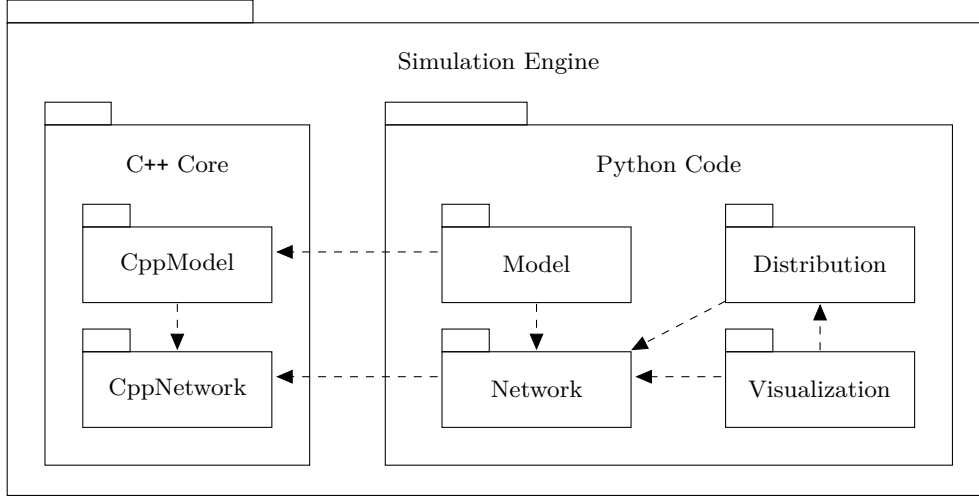 Simulation Engine
C++ Core
Python Code
CppModel
Model
Distribution
CppNetwork
Network
Visualization